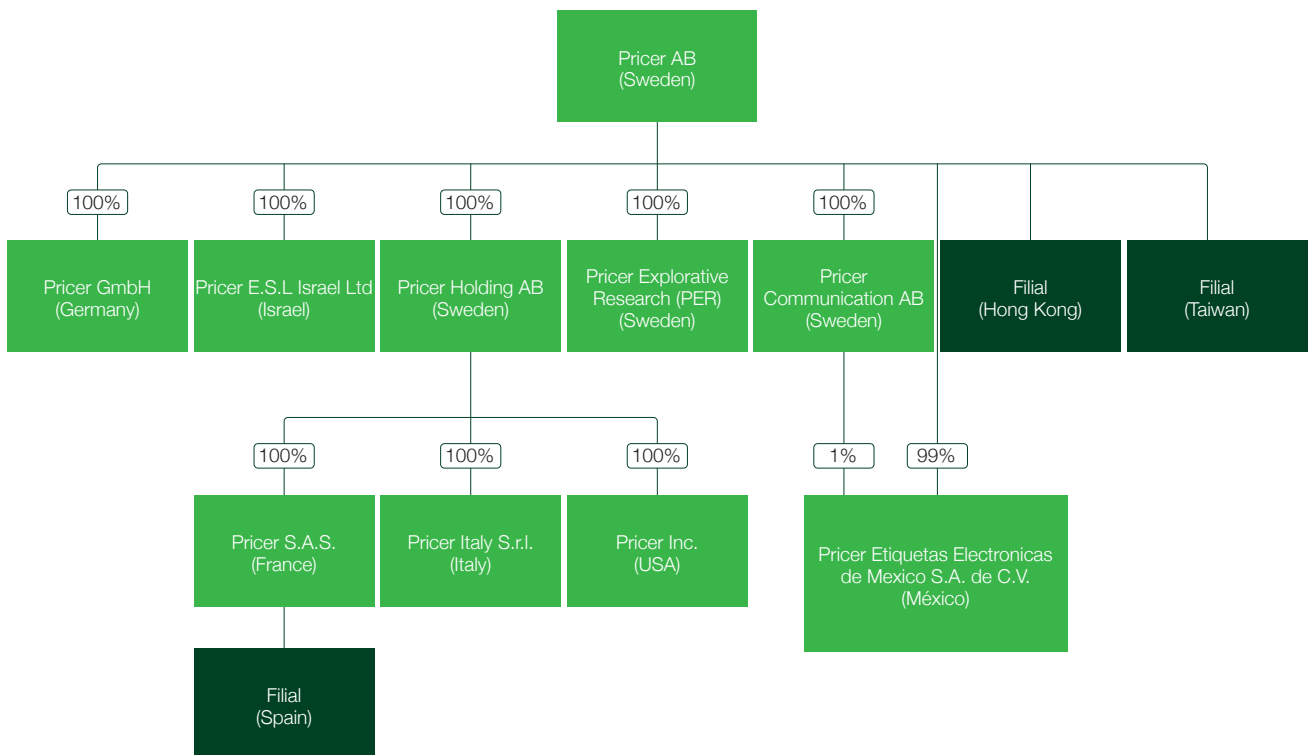 Pricer AB
(Sweden)
100%
100%
100%
100%
100%
Pricer GmbH
(Germany)
Pricer E.S.L Israel Ltd
(Israel)
Pricer Holding AB
(Sweden)
Pricer Explorative
Research (PER)
(Sweden)
Pricer
Communication AB
(Sweden)
Filial
(Hong Kong)
Filial
(Taiwan)
100%
100%
100%
1%
99%
Pricer S.A.S.
(France)
Pricer Italy S.r.l.
(Italy)
Pricer Inc.
(USA)
Pricer Etiquetas Electronicas
de Mexico S.A. de C.V.
(México)
Filial
(Spain)